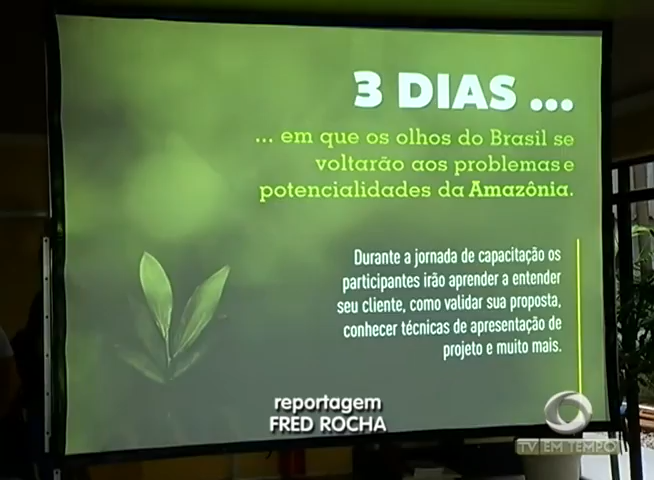 3 DIAS ...
... em que os olhos do Brasil se
voltarão aos problemas e
potencialidades da Amazônia.
Durante a jornada de capacitação os
participantes irão aprender a entender
seu cliente, como validar sua proposta,
conhecer técnicas de apresentação de
projeto e muito mais.
reportagem
FRED ROCHA
TV EM TEMPO